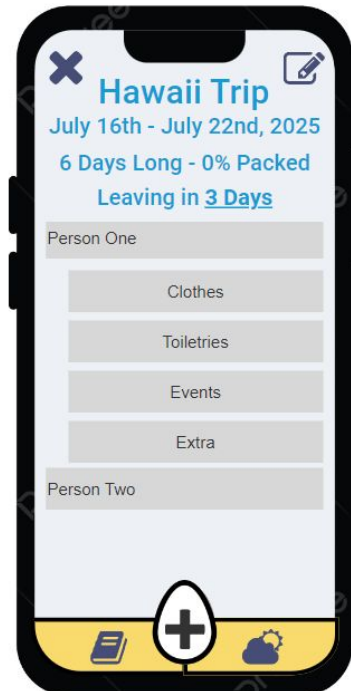 Hawaii Trip
July 16th - July 22nd, 2025
6 Days Long - 0% Packed
Leaving in 3 Days
Person One
Clothes
Toiletries
Events
Extra
Person Two